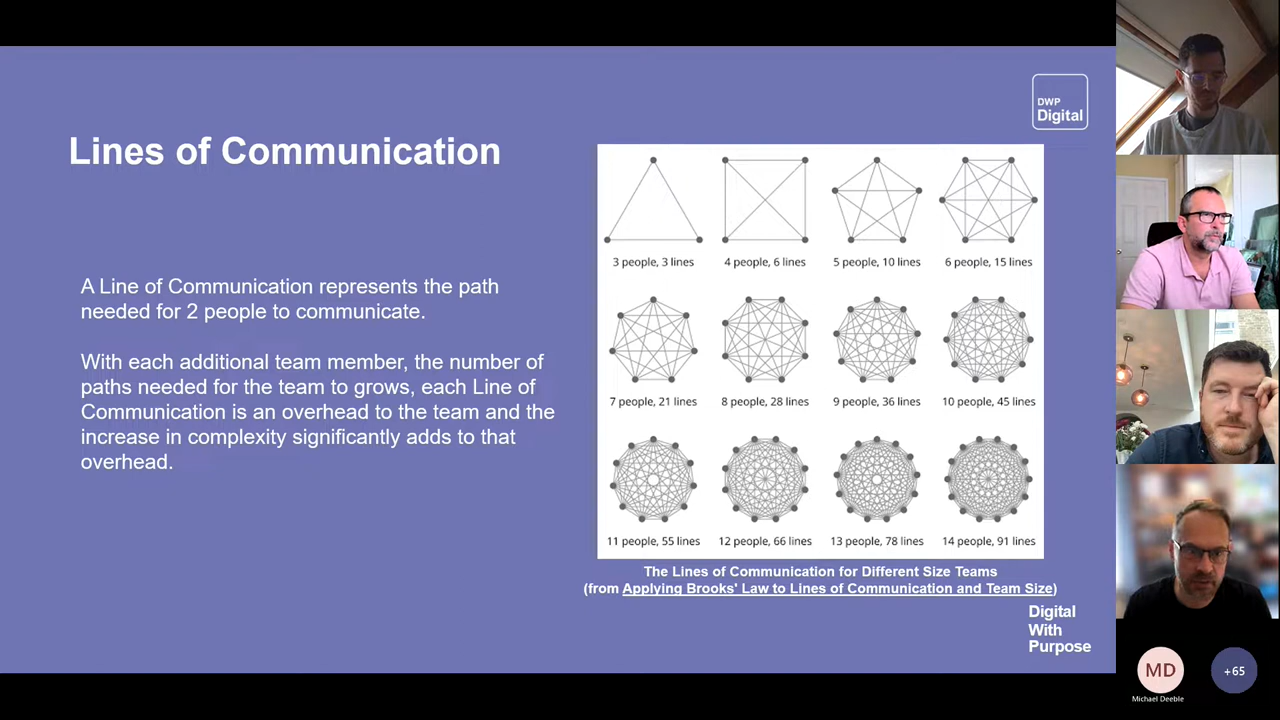 DWP
Digital
Lines of Communication
A Line of Communication represents the path
needed for 2 people to communicate.
With each additional team member, the number of
paths needed for the team to grows, each Line of
Communication is an overhead to the team and the
increase in complexity significantly adds to that
overhead.
3 people, 3 lines
4 people, 6 lines
5 people, 10 lines
6 people, 15 lines
7 people, 21 lines
8 people, 28 lines
9 people, 36 lines
10 people, 45 lines
11 people, 55 lines
12 people, 66 lines
13 people, 78 lines
14 people, 91 lines
The Lines of Communication for Different Size Teams
(from Applying Brooks' Law to Lines of Communication and Team Size)
Digital
With
Purpose
MD
Michael Deeble
+65